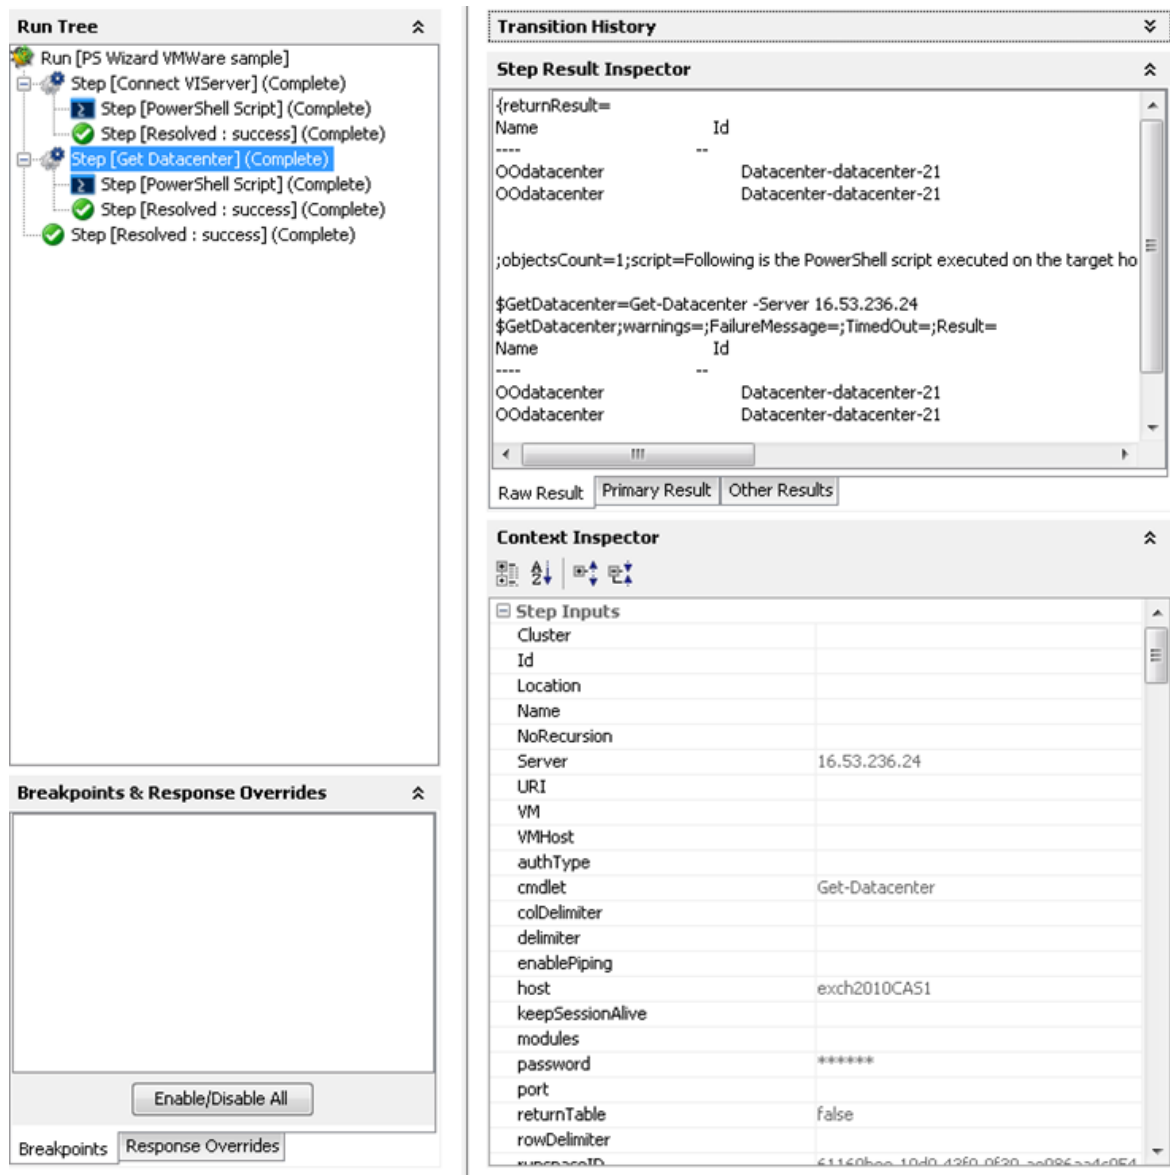 Run Tree
Run [PS Wizard VMWare sample]
Step [Connect VIServer] (Complete)
Step [PowerShell Script] (Complete)
Step [Resolved : success] (Complete)
Step [Get Datacenter] (Complete)
Step [PowerShell Script] (Complete)
Step [Resolved : success] (Complete)
Step [Resolved : success] (Complete)
Breakpoints & Response Overrides
Enable/Disable All
Breakpoints Response Overrides
Transition History
Step Result Inspector
{returnResult=
Name Id
---- --
OOdatacenter Datacenter-datacenter-21
OOdatacenter Datacenter-datacenter-21
;objectsCount=1;script=Following is the PowerShell script executed on the target ho
$GetDatacenter=Get-Datacenter -Server 16.53.236.24
$GetDatacenter;warnings=;FailureMessage=;TimedOut=;Result=
Name Id
---- --
OOdatacenter Datacenter-datacenter-21
OOdatacenter Datacenter-datacenter-21
Raw Result Primary Result Other Results
Context Inspector
Step Inputs
Cluster
Id
Location
Name
NoRecursion
Server 16.53.236.24
URI
VM
VMHost
authType
cmdlet Get-Datacenter
colDelimiter
delimiter
enablePiping
host exch2010CAS1
keepSessionAlive
modules
password ******
port
returnTable false
rowDelimiter